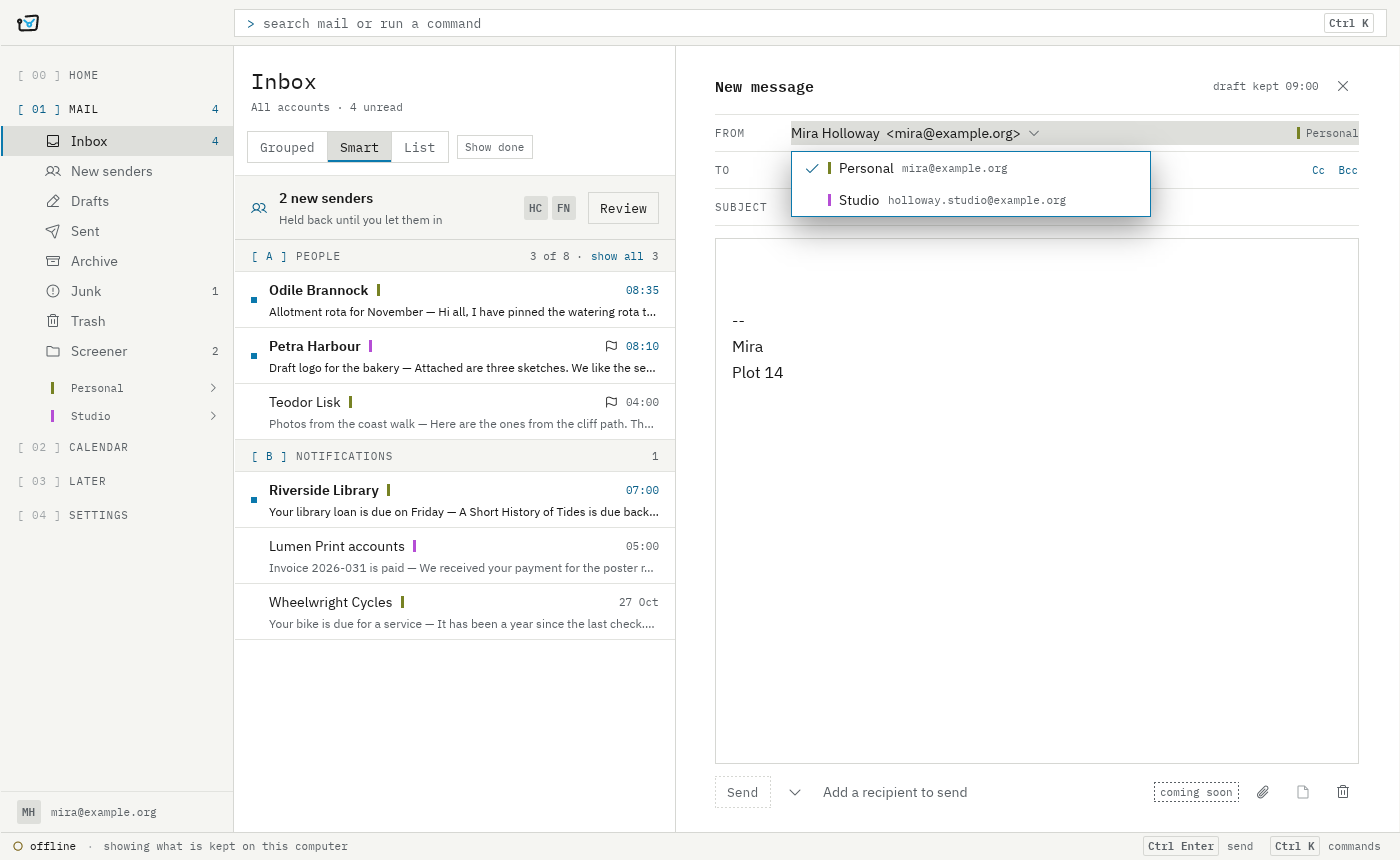 > search mail or run a command Ctrl K
[ 00 ] HOME
[ 01 ] MAIL 4
Inbox 4
New senders
Drafts
Sent
Archive
Junk 1
Trash
Screener 2
Personal
Studio
[ 02 ] CALENDAR
[ 03 ] LATER
[ 04 ] SETTINGS
MH mira@example.org
Inbox
All accounts · 4 unread
Grouped Smart List Show done
2 new senders
Held back until you let them in
HC FN Review
[ A ] PEOPLE 3 of 8 · show all 3
Odile Brannock 08:35
Allotment rota for November — Hi all, I have pinned the watering rota t…
Petra Harbour 08:10
Draft logo for the bakery — Attached are three sketches. We like the se…
Teodor Lisk 04:00
Photos from the coast walk — Here are the ones from the cliff path. Th…
[ B ] NOTIFICATIONS 1
Riverside Library 07:00
Your library loan is due on Friday — A Short History of Tides is due back…
Lumen Print accounts 05:00
Invoice 2026-031 is paid — We received your payment for the poster r…
Wheelwright Cycles 27 Oct
Your bike is due for a service — It has been a year since the last check.…
New message draft kept 09:00
FROM Mira Holloway <mira@example.org> Personal
TO Cc Bcc
SUBJECT
Personal mira@example.org
Studio holloway.studio@example.org
--
Mira
Plot 14
Send Add a recipient to send coming soon
offline · showing what is kept on this computer Ctrl Enter send Ctrl K commands